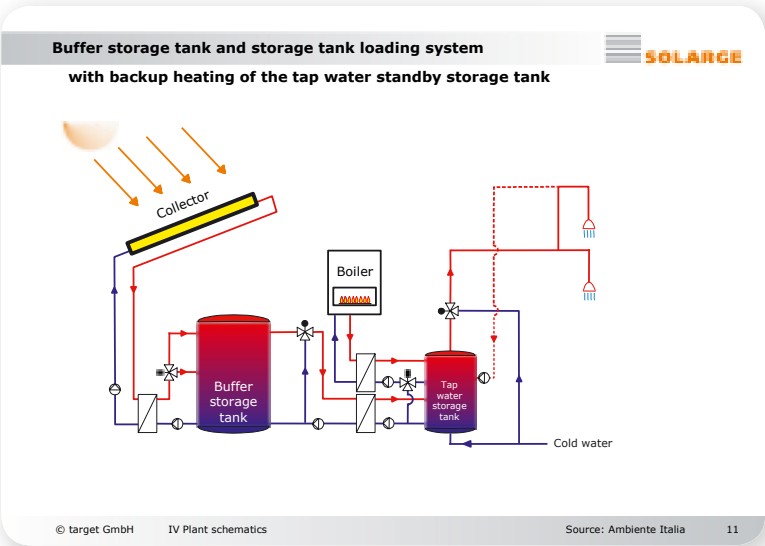 Buffer storage tank and storage tank loading system
with backup heating of the tap water standby storage tank
SOLARGE
Collector
Boiler
Buffer
storage
tank
Tap
water
storage
tank
Cold water
© target GmbH
IV Plant schematics
Source: Ambiente Italia
11